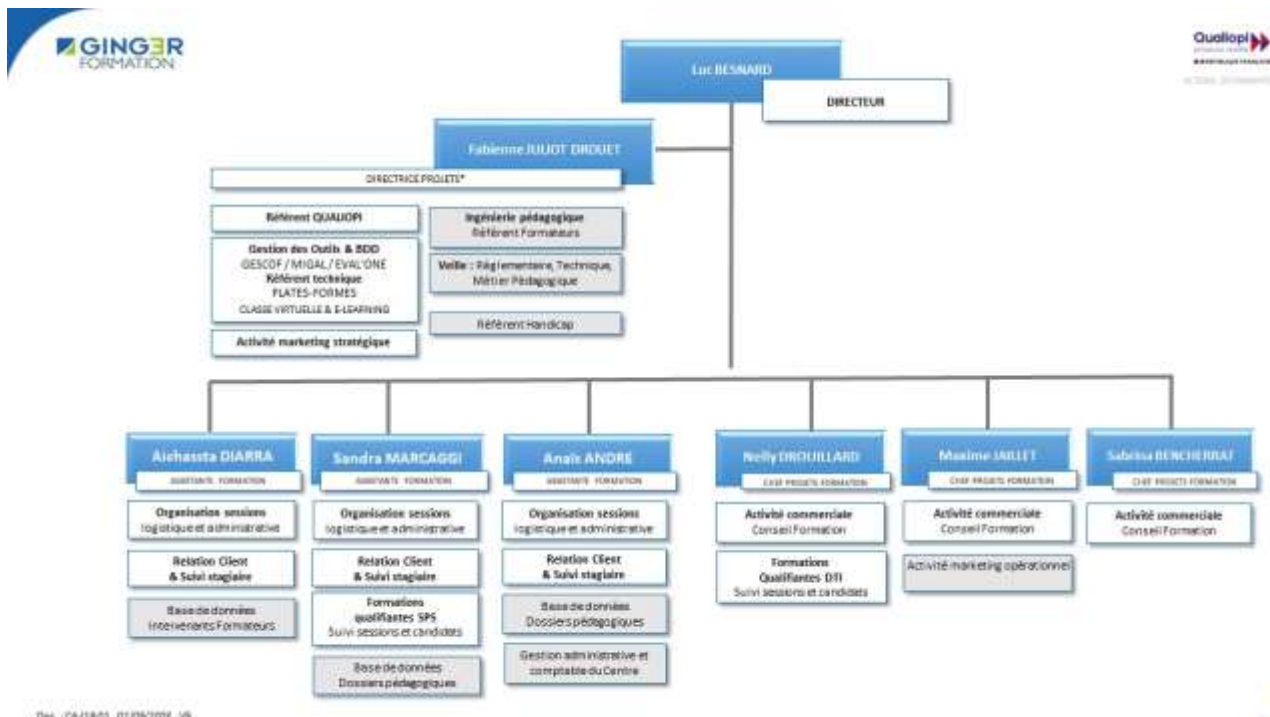 GINGER
FORMATION
Qualiopi
Luc BESNARD
DIRECTEUR
Fabienne JULIOT DROUET
DIRECTRICE PROJETS*
Référent QUALIOPI
Gestion des Outils & BDD
GESCOF / MIGAL / EVAL'ONE
Référent technique
PLATES-FORMES
CLASSE VIRTUELLE & E-LEARNING
Activité marketing stratégique
Ingénierie pédagogique
Référent Formateurs
Veille : Réglementaire, Technique,
Métier Pédagogique
Référent Handicap
Aichassta DIARRA
ASSISTANTE FORMATION
Organisation sessions
logistique et administrative
Relation Client
& Suivi stagiaire
Base de données
Intervenants Formateurs
Sandra MARCAGGI
ASSISTANTE FORMATION
Organisation sessions
logistique et administrative
Relation Client
& Suivi stagiaire
Formations
qualifiantes SPS
Suivi sessions et candidats
Base de données
Dossiers pédagogiques
Anaïs ANDRE
ASSISTANTE FORMATION
Organisation sessions
logistique et administrative
Relation Client
& Suivi stagiaire
Base de données
Dossiers pédagogiques
Gestion administrative et
comptable du Centre
Nelly DROUILLARD
CHEF PROJETS FORMATION
Activité commerciale
Conseil Formation
Formations
Qualifiantes DTI
Suivi sessions et candidats
Maxime JAILLET
CHEF PROJETS FORMATION
Activité commerciale
Conseil Formation
Activité marketing opérationnel
Sabrina BENCHERRAT
CHEF PROJETS FORMATION
Activité commerciale
Conseil Formation